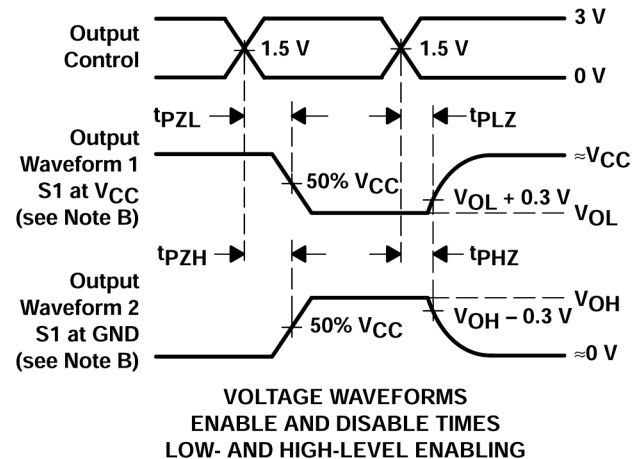 Output
Control
1.5 V
1.5 V
3 V
0 V
tPZL
tPLZ
Output
Waveform 1
S1 at VCC
(see Note B)
50% VCC
VOL + 0.3 V
≈VCC
VOL
tPZH
tPHZ
Output
Waveform 2
S1 at GND
(see Note B)
50% VCC
VOH − 0.3 V
VOH
≈0 V
VOLTAGE WAVEFORMS
ENABLE AND DISABLE TIMES
LOW- AND HIGH-LEVEL ENABLING